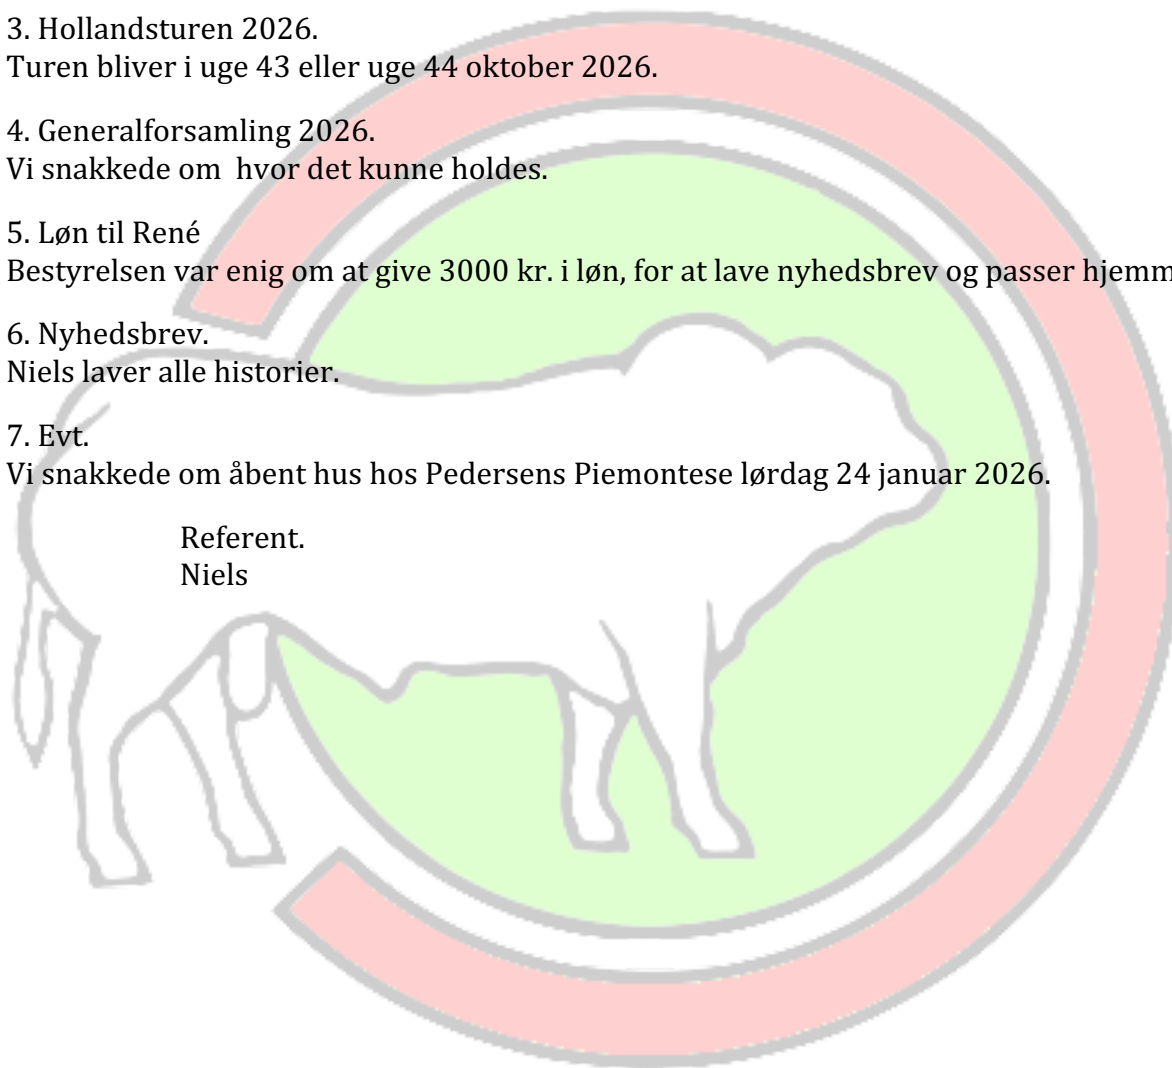 3. Hollandsturen 2026.
Turen bliver i uge 43 eller uge 44 oktober 2026.
4. Generalforsamling 2026.
Vi snakkede om  hvor det kunne holdes.
5. Løn til René
Bestyrelsen var enig om at give 3000 kr. i løn, for at lave nyhedsbrev og passer hjemm
6. Nyhedsbrev.
Niels laver alle historier.
7. Evt.
Vi snakkede om åbent hus hos Pedersens Piemontese lørdag 24 januar 2026.
Referent.
Niels